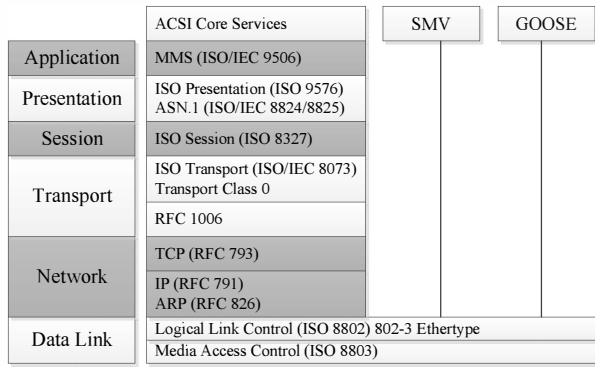 ACSI Core Services
SMV
GOOSE
Application
MMS (ISO/IEC 9506)
Presentation
ISO Presentation (ISO 9576)
ASN.1 (ISO/IEC 8824/8825)
Session
ISO Session (ISO 8327)
Transport
ISO Transport (ISO/IEC 8073)
Transport Class 0
RFC 1006
Network
TCP (RFC 793)
IP (RFC 791)
ARP (RFC 826)
Data Link
Logical Link Control (ISO 8802) 802-3 Ethertype
Media Access Control (ISO 8803)